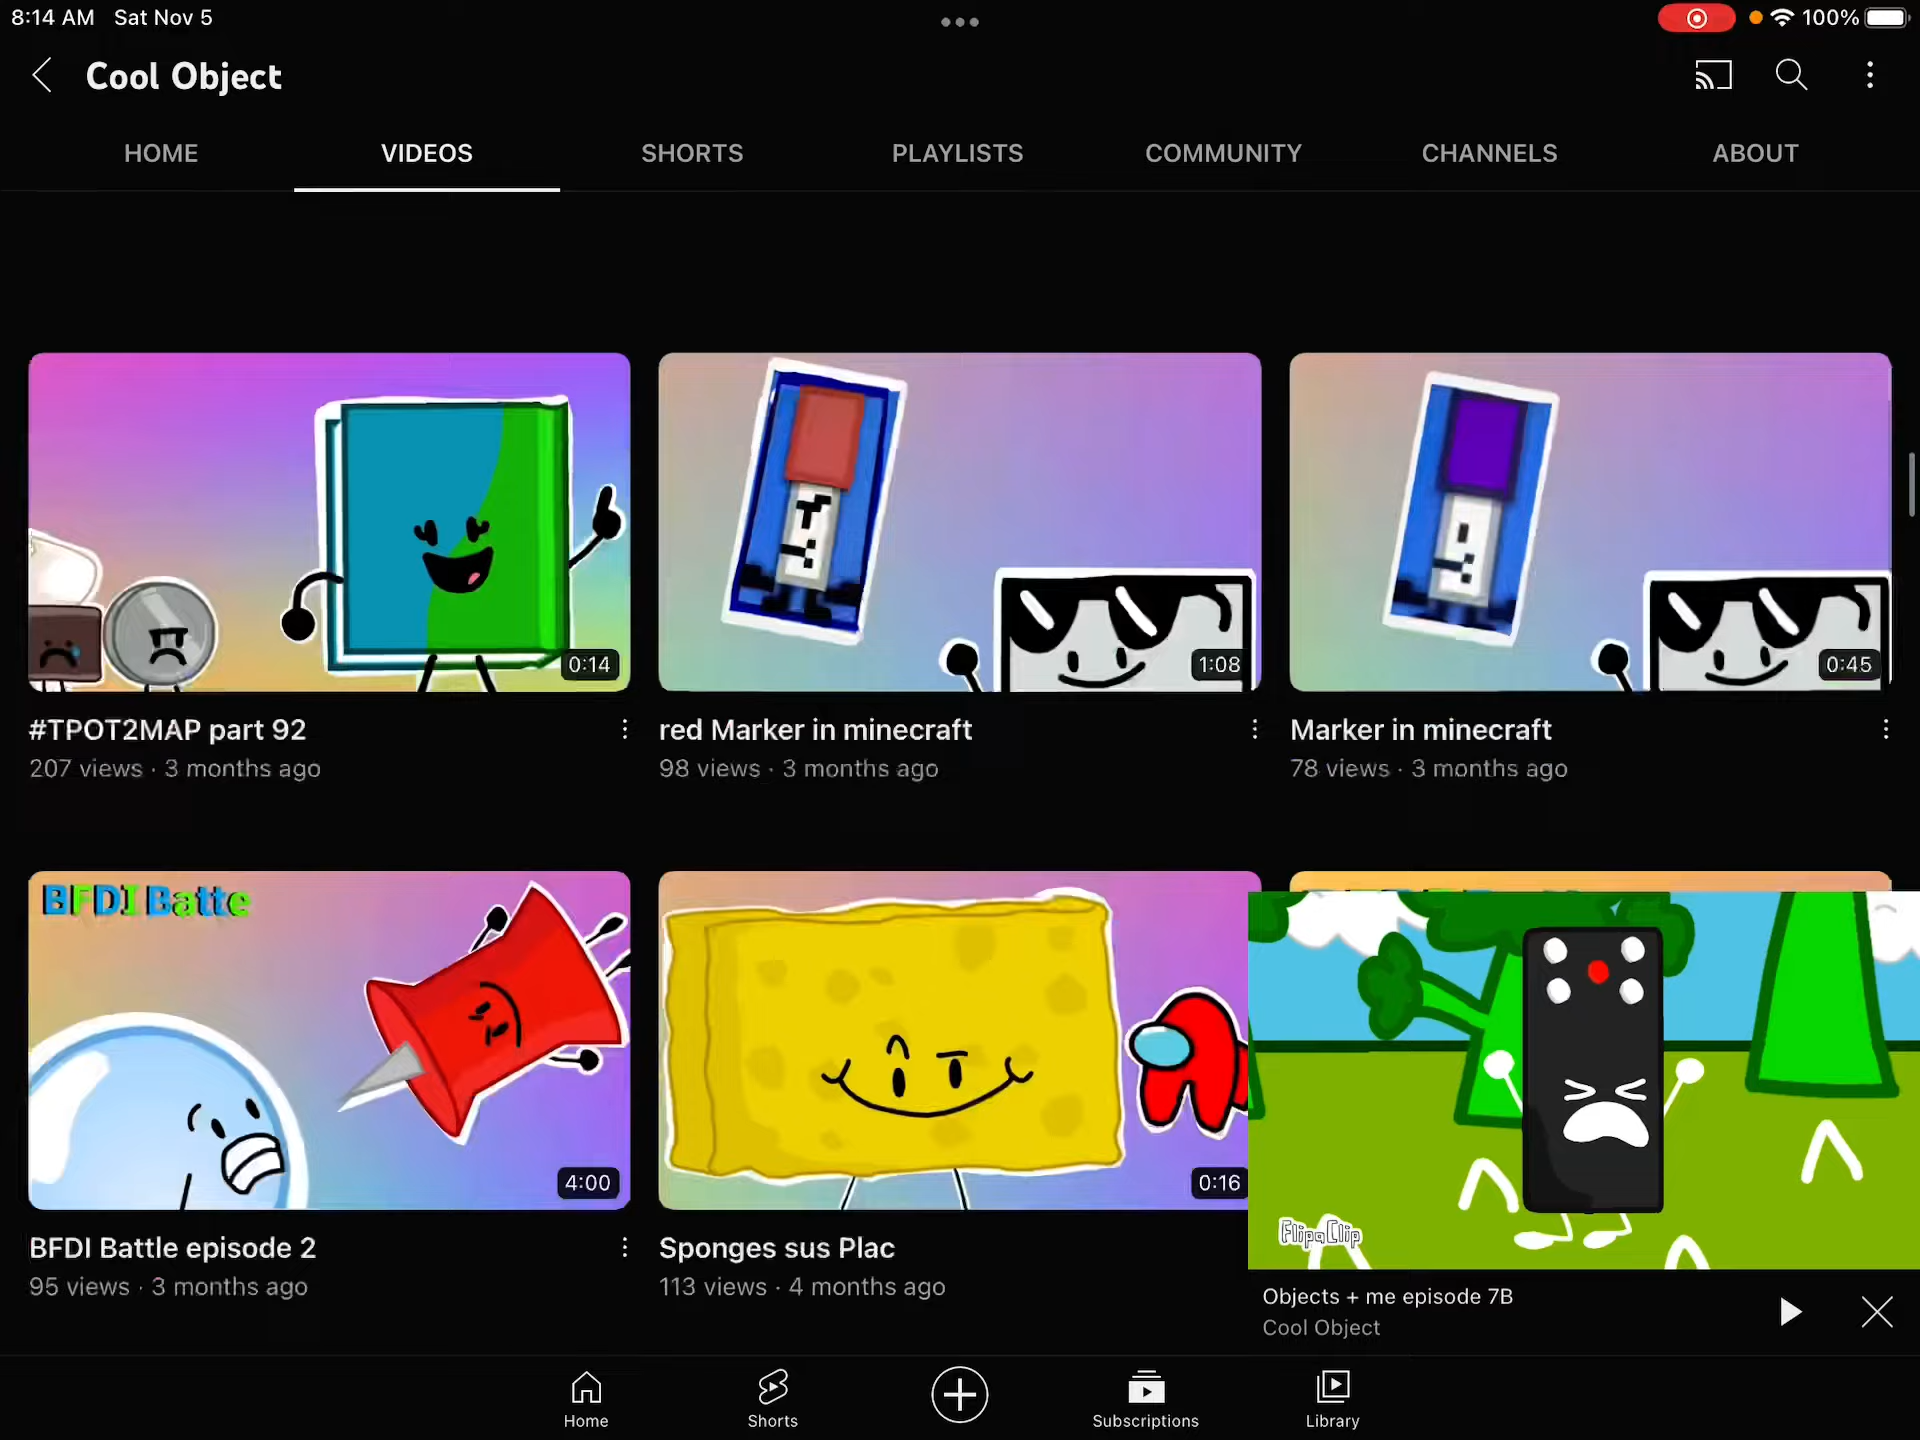 8:14 AM Sat Nov 5
100%
Cool Object
HOME VIDEOS SHORTS PLAYLISTS COMMUNITY CHANNELS ABOUT
0:14 1:08 0:45
#TPOT2MAP part 92
207 views · 3 months ago
red Marker in minecraft
98 views · 3 months ago
Marker in minecraft
78 views · 3 months ago
BFDI Batte
4:00 0:16
FlipaClip
BFDI Battle episode 2
95 views · 3 months ago
Sponges sus Plac
113 views · 4 months ago
Objects + me episode 7B
Cool Object
Home Shorts Subscriptions Library